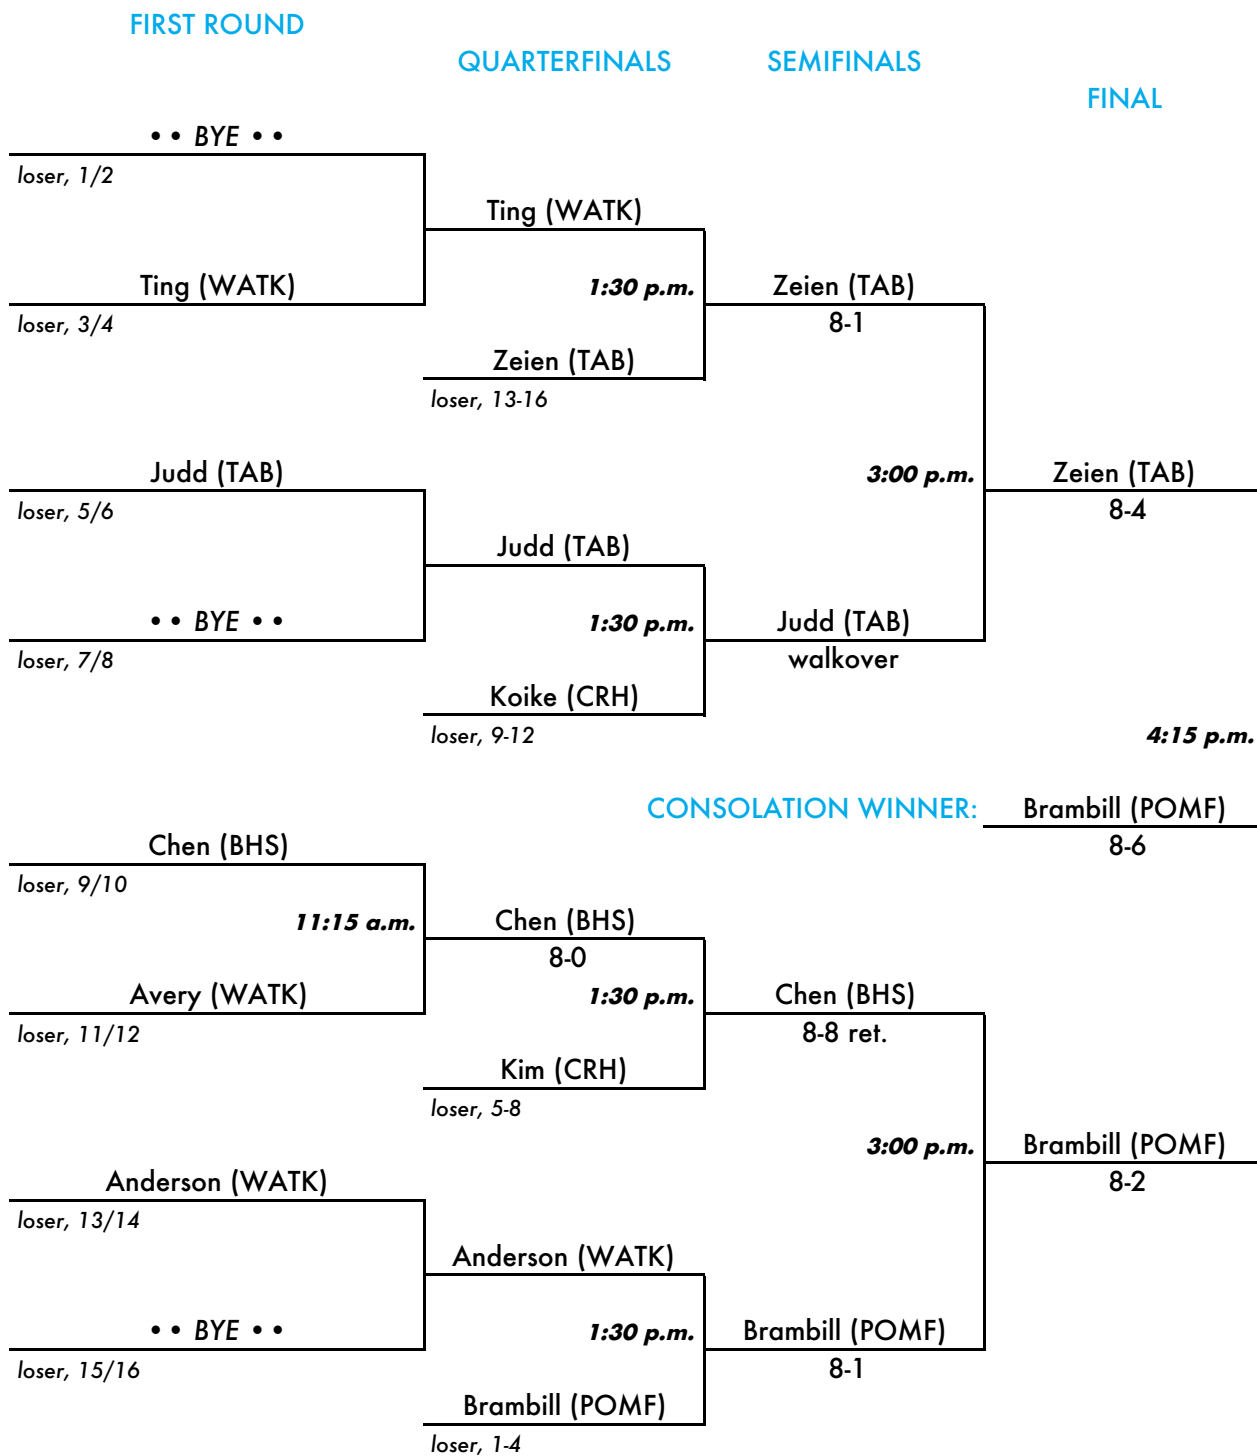 FIRST ROUND
QUARTERFINALS
SEMIFINALS
FINAL
• • BYE • •
loser, 1/2
Ting (WATK)
Ting (WATK)
1:30 p.m.
Zeien (TAB)
loser, 3/4
8-1
Zeien (TAB)
loser, 13-16
Judd (TAB)
3:00 p.m.
Zeien (TAB)
loser, 5/6
8-4
Judd (TAB)
• • BYE • •
1:30 p.m.
Judd (TAB)
loser, 7/8
walkover
Koike (CRH)
loser, 9-12
4:15 p.m.
CONSOLATION WINNER:
Brambill (POMF)
8-6
Chen (BHS)
loser, 9/10
11:15 a.m.
Chen (BHS)
8-0
Avery (WATK)
1:30 p.m.
Chen (BHS)
loser, 11/12
8-8 ret.
Kim (CRH)
loser, 5-8
3:00 p.m.
Brambill (POMF)
8-2
Anderson (WATK)
loser, 13/14
Anderson (WATK)
• • BYE • •
1:30 p.m.
Brambill (POMF)
loser, 15/16
8-1
Brambill (POMF)
loser, 1-4